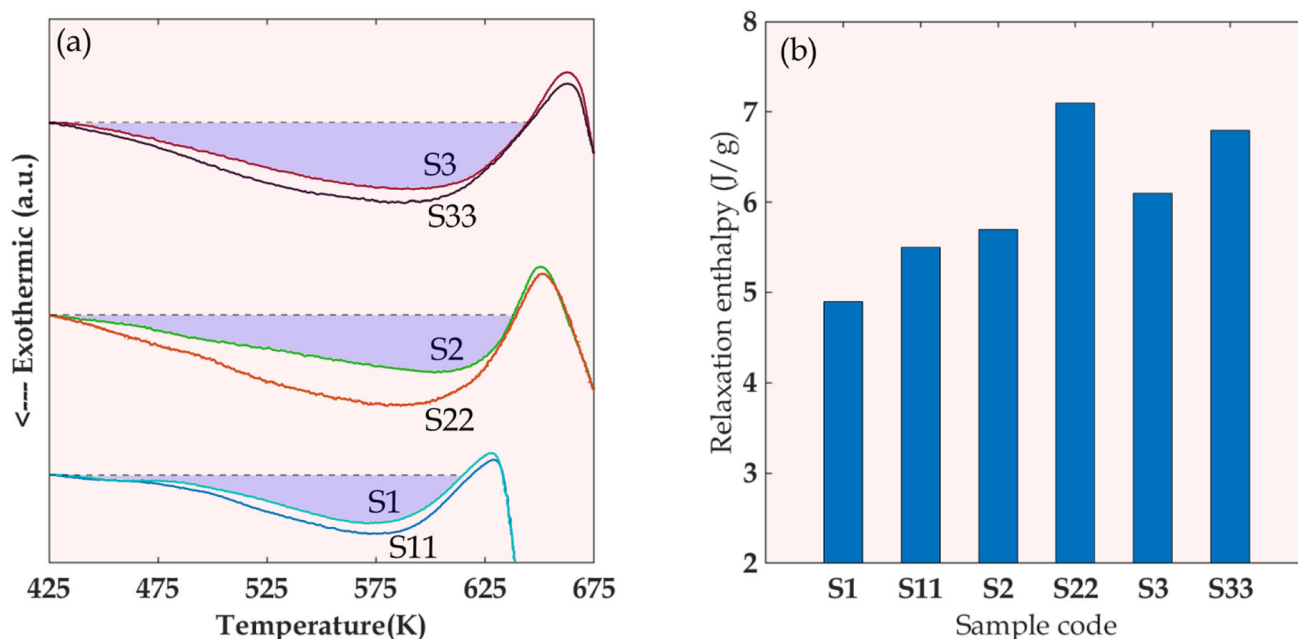 (a)
S3
S33
S2
S22
S1
S11
<---- Exothermic (a.u.)
425 475 525 575 625 675
Temperature(K)
(b)
8
7
6
5
4
3
2
Relaxation enthalpy (J/g)
S1 S11 S2 S22 S3 S33
Sample code